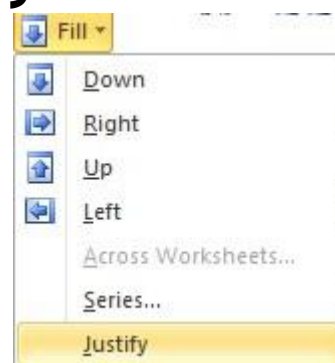 Fill
Down
Right
Up
Left
Across Worksheets...
Series...
Justify